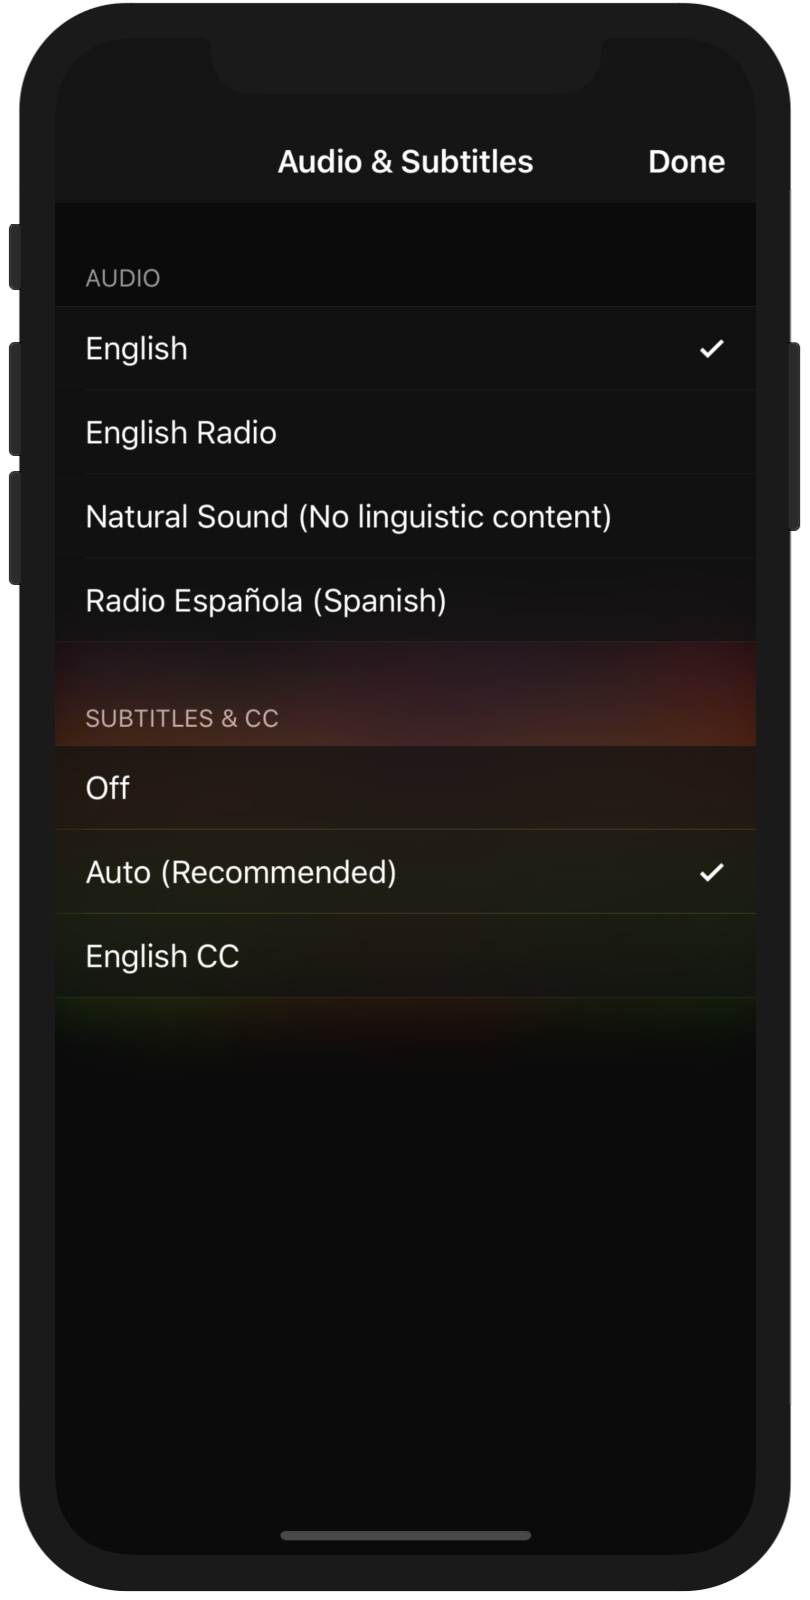 Audio & Subtitles
Done
AUDIO
English
English Radio
Natural Sound (No linguistic content)
Radio Española (Spanish)
SUBTITLES & CC
Off
Auto (Recommended)
English CC